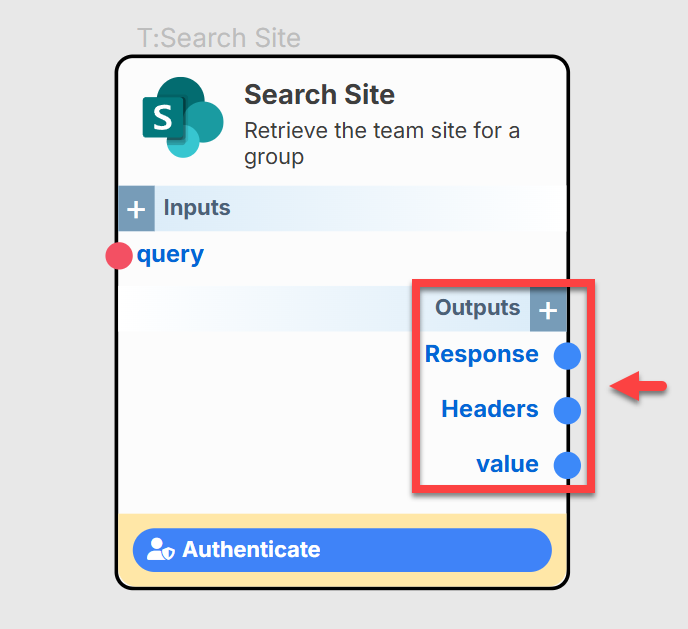 T:Search Site
S
Search Site
Retrieve the team site for a
group
Inputs
query
Outputs
Response
Headers
value
Authenticate